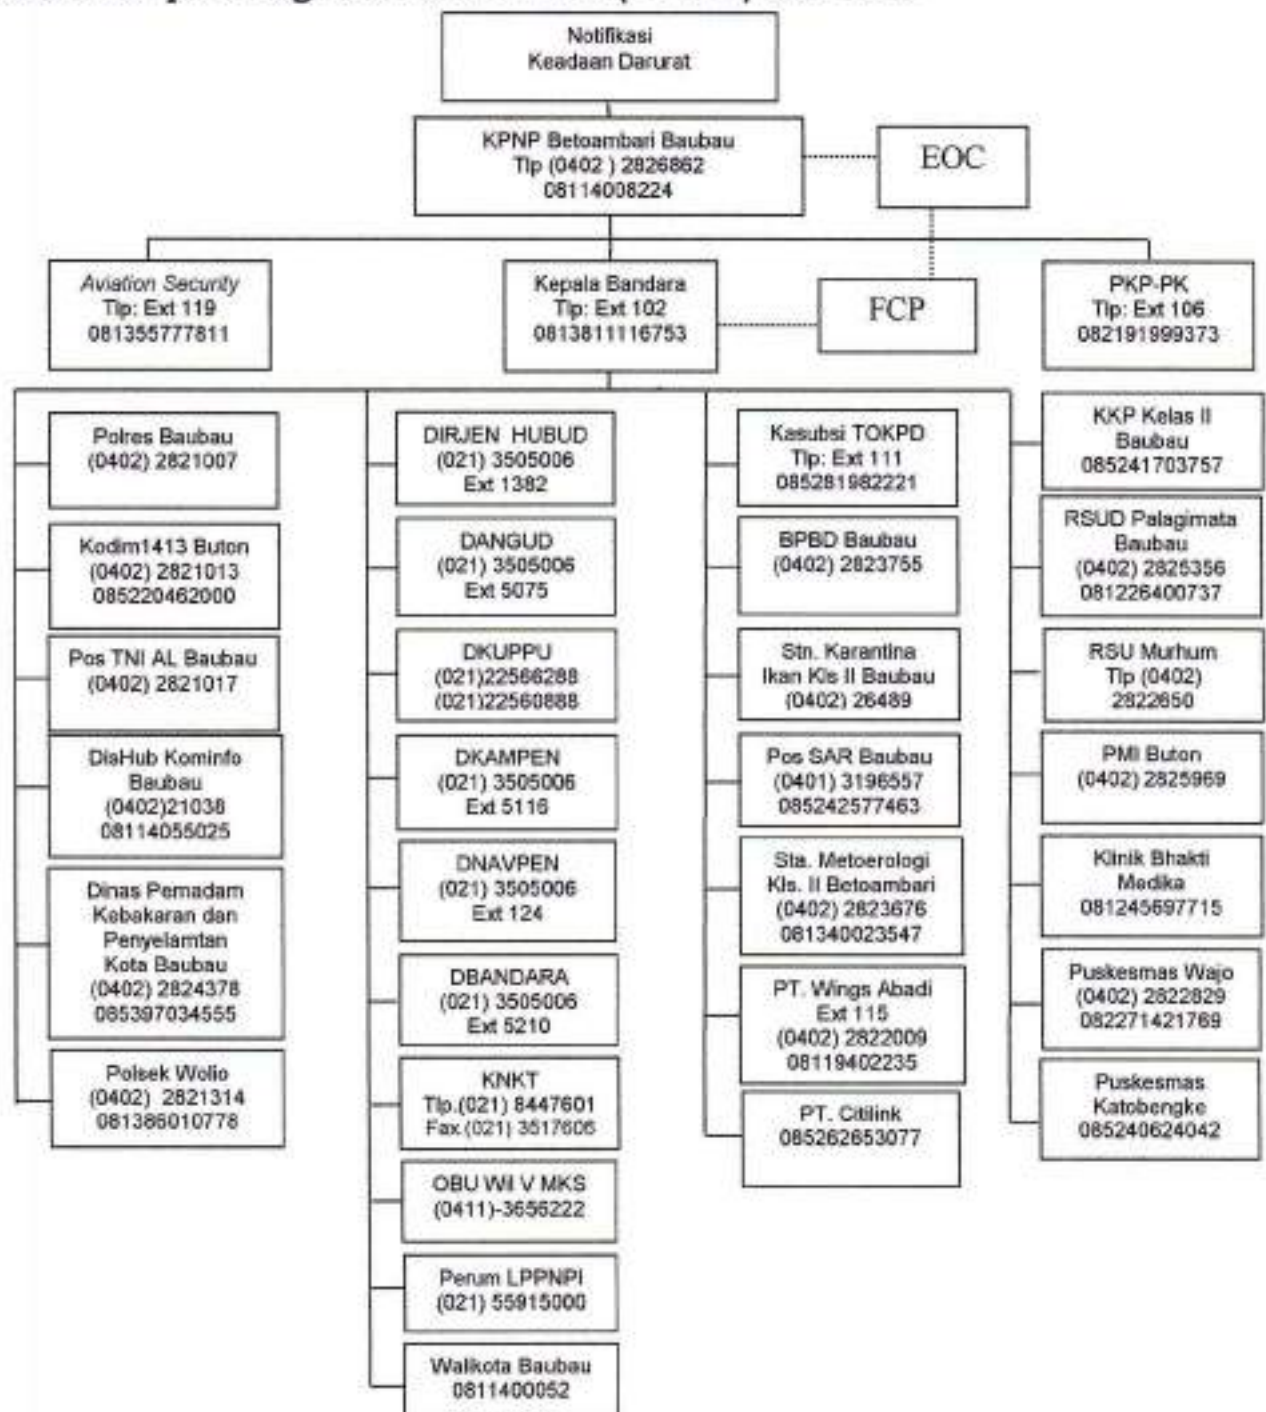 Notifikasi
Keadaan Darurat
KPNP Betoambari Baubau
Tlp (0402 ) 2826862
08114008224
EOC
Aviation Security
Tlp: Ext 119
081355777811
Kepala Bandara
Tlp: Ext 102
0813811116753
FCP
PKP-PK
Tlp: Ext 106
082191999373
Polres Baubau
(0402) 2821007
Kodim1413 Buton
(0402) 2821013
085220462000
Pos TNI AL Baubau
(0402) 2821017
DisHub Kominfo
Baubau
(0402)21038
08114055025
Dinas Pemadam
Kebakaran dan
Penyelamtan
Kota Baubau
(0402) 2824378
085397034555
Polsek Wolio
(0402) 2821314
081386010778
DIRJEN HUBUD
(021) 3505006
Ext 1382
DANGUD
(021) 3505006
Ext 5075
DKUPPU
(021)22566288
(021)22560888
DKAMPEN
(021) 3505006
Ext 5116
DNAVPEN
(021) 3505006
Ext 124
DBANDARA
(021) 3505006
Ext 5210
KNKT
Tlp.(021) 8447601
Fax.(021) 3517606
OBU Wil V MKS
(0411)-3656222
Perum LPPNPI
(021) 55915000
Walikota Baubau
0811400052
Kasubsi TOKPD
Tlp: Ext 111
085281982221
BPBD Baubau
(0402) 2823755
Stn. Karantina
Ikan Kls II Baubau
(0402) 26489
Pos SAR Baubau
(0401) 3196557
085242577463
Sta. Metoerologi
Kls. II Betoambari
(0402) 2823676
081340023547
PT. Wings Abadi
Ext 115
(0402) 2822009
08119402235
PT. Citilink
085262653077
KKP Kelas II
Baubau
085241703757
RSUD Palagimata
Baubau
(0402) 2825356
081226400737
RSU Murhum
Tlp (0402)
2822650
PMI Buton
(0402) 2825969
Klinik Bhakti
Medika
081245697715
Puskesmas Wajo
(0402) 2822829
082271421769
Puskesmas
Katobengke
085240624042